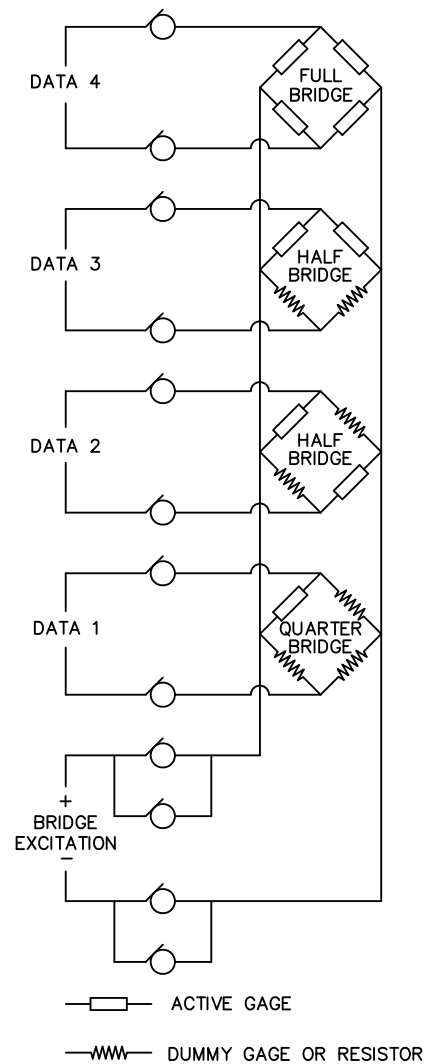 DATA 4
FULL
BRIDGE
DATA 3
HALF
BRIDGE
DATA 2
HALF
BRIDGE
DATA 1
QUARTER
BRIDGE
+
BRIDGE
EXCITATION
−
ACTIVE GAGE
DUMMY GAGE OR RESISTOR